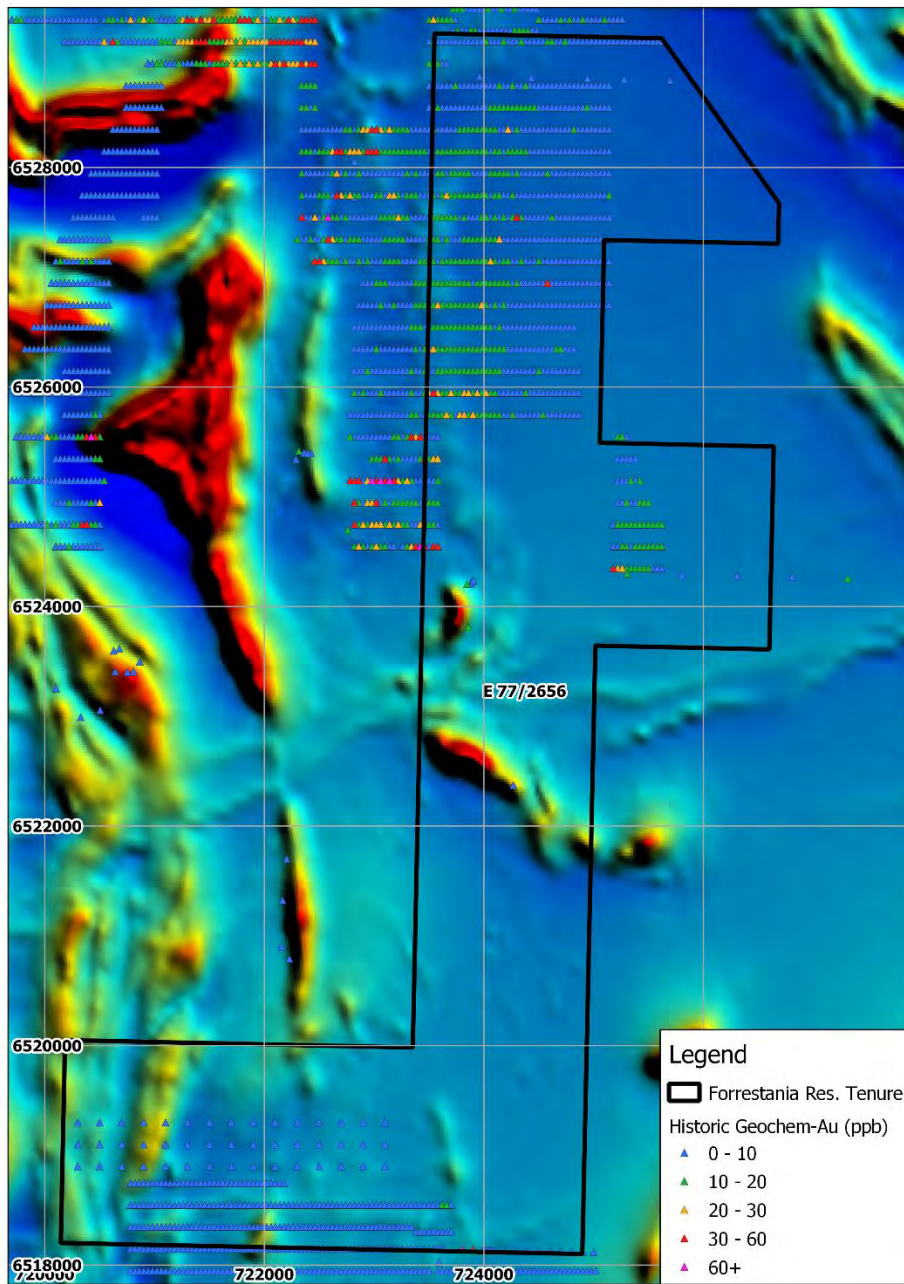 6528000
6526000
6524000
E 77/2656
6522000
6520000
6518000
720000
722000
724000
Legend
Forrestania Res. Tenure
Historic Geochem-Au (ppb)
0 - 10
10 - 20
20 - 30
30 - 60
60+